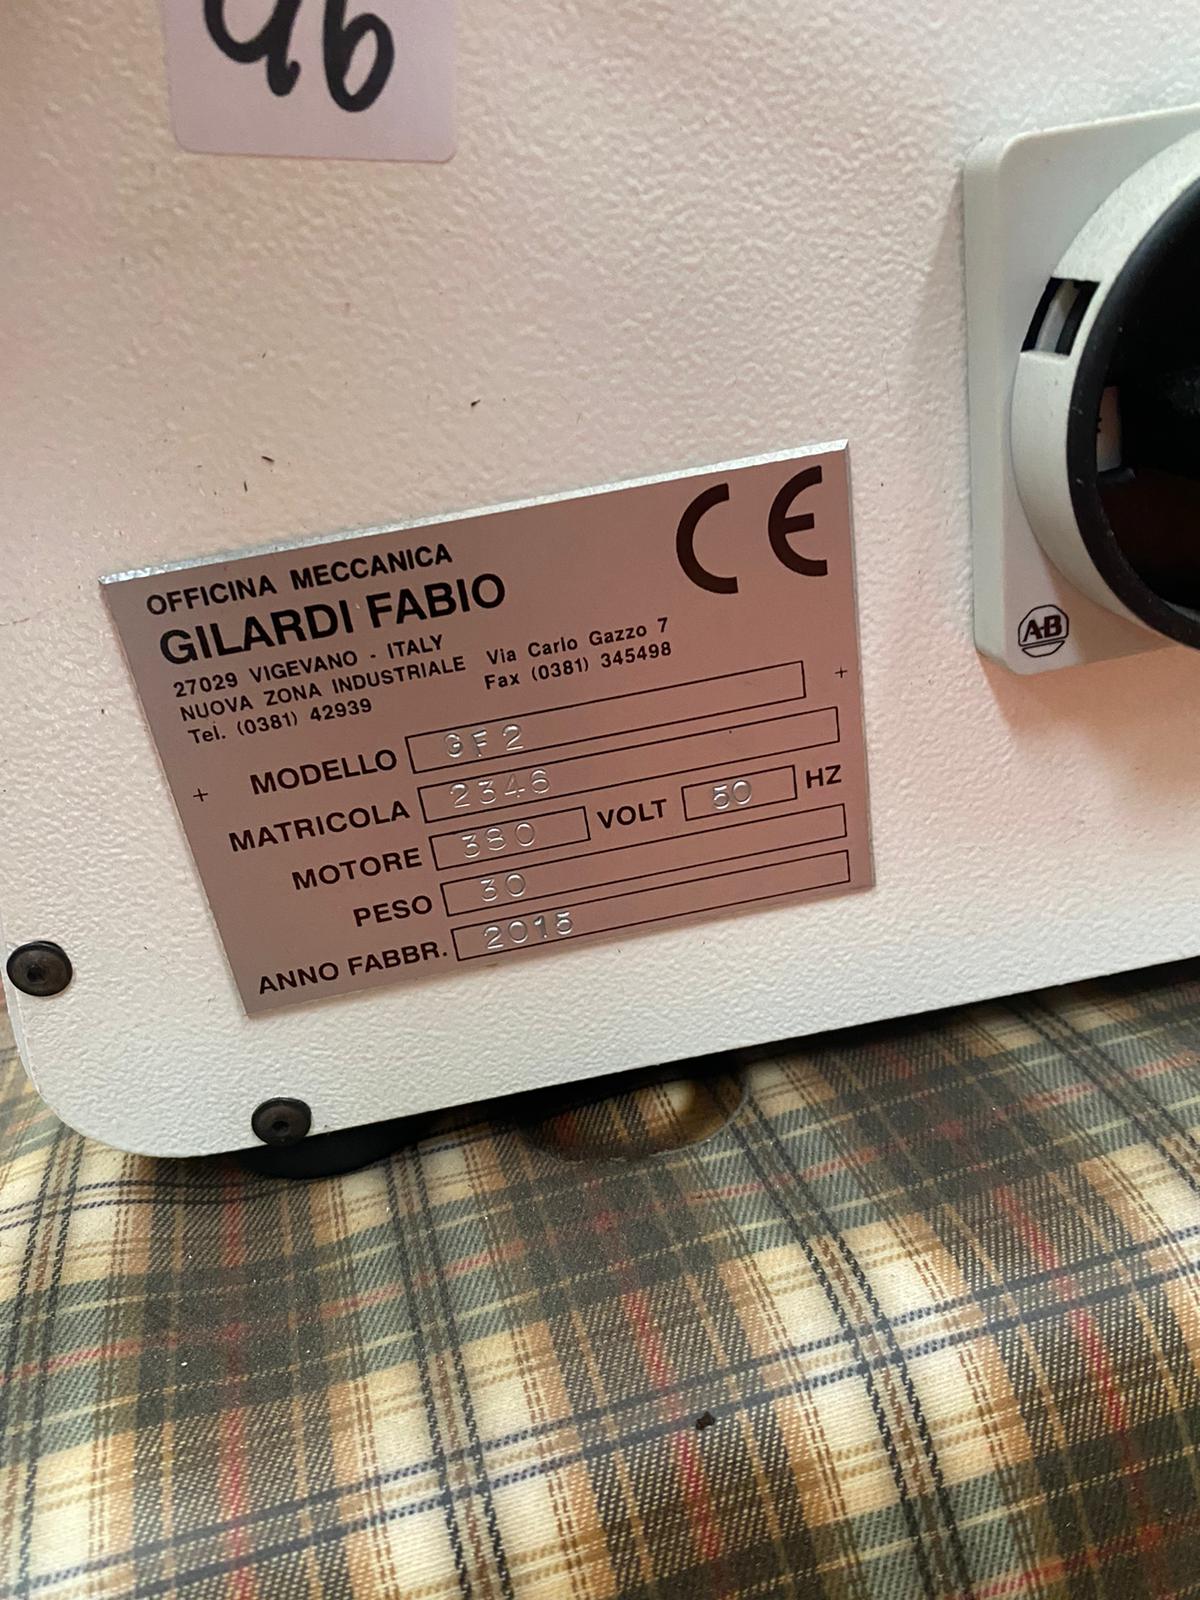 96
OFFICINA MECCANICA
GILARDI FABIO
27029 VIGEVANO - ITALY
NUOVA ZONA INDUSTRIALE Via Carlo Gazzo 7
Tel. (0381) 42939 Fax (0381) 345498
CE
MODELLO GF2
MATRICOLA 2346
MOTORE 380 VOLT 50 HZ
PESO 30
ANNO FABBR. 2015
A-B